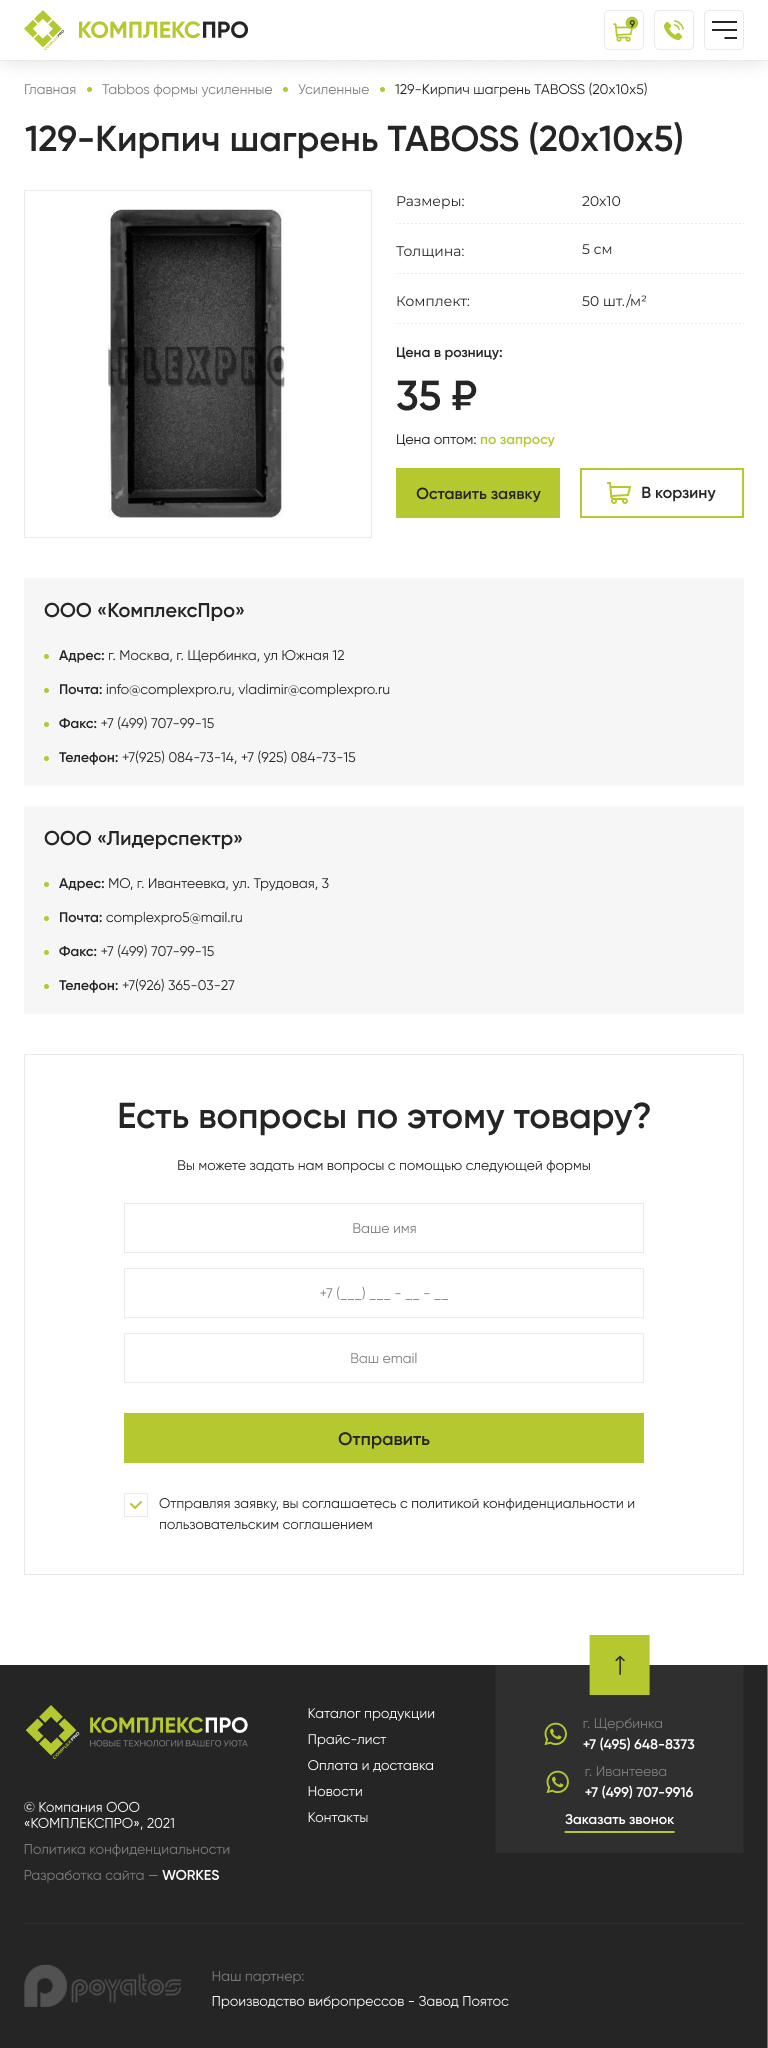 КОМПЛЕКСПРО
9
Главная • Tabbos формы усиленные • Усиленные • 129-Кирпич шагрень TABOSS (20х10х5)
129-Кирпич шагрень TABOSS (20х10х5)
Размеры: 20x10
Толщина: 5 см
Комплект: 50 шт./м²
Цена в розницу:
35 ₽
Цена оптом: по запросу
Оставить заявку
В корзину
ООО «КомплексПро»
Адрес: г. Москва, г. Щербинка, ул Южная 12
Почта: info@complexpro.ru, vladimir@complexpro.ru
Факс: +7 (499) 707-99-15
Телефон: +7(925) 084-73-14, +7 (925) 084-73-15
ООО «Лидерспектр»
Адрес: МО, г. Ивантеевка, ул. Трудовая, 3
Почта: complexpro5@mail.ru
Факс: +7 (499) 707-99-15
Телефон: +7(926) 365-03-27
Есть вопросы по этому товару?
Вы можете задать нам вопросы с помощью следующей формы
Ваше имя
+7 (___) ___ - __ - __
Ваш email
Отправить
Отправляя заявку, вы соглашаетесь с политикой конфиденциальности и
пользовательским соглашением
КОМПЛЕКСПРО
НОВЫЕ ТЕХНОЛОГИИ ВАШЕГО УЮТА
© Компания ООО
«КОМПЛЕКСПРО», 2021
Политика конфиденциальности
Разработка сайта — WORKES
Каталог продукции
Прайс-лист
Оплата и доставка
Новости
Контакты
г. Щербинка
+7 (495) 648-8373
г. Ивантеева
+7 (499) 707-9916
Заказать звонок
poyatos
Наш партнер:
Производство вибропрессов - Завод Поятос